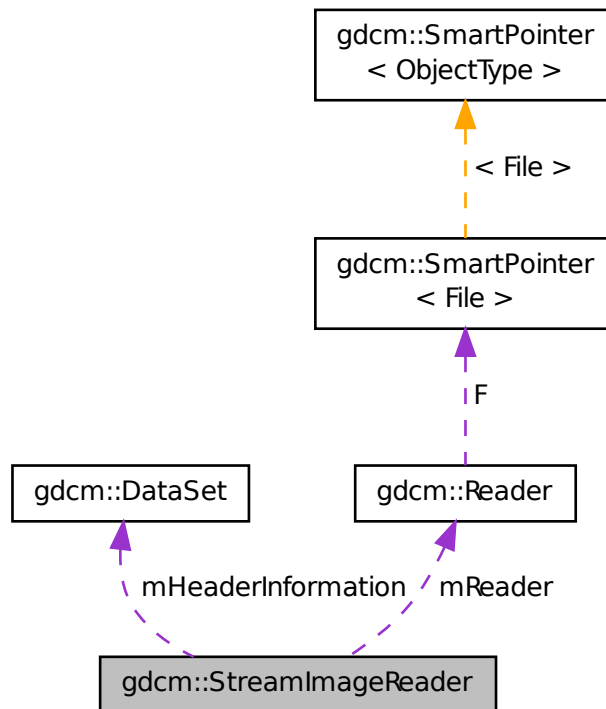 gdcm::SmartPointer
< ObjectType >
< File >
gdcm::SmartPointer
< File >
F
gdcm::DataSet
gdcm::Reader
mHeaderInformation
mReader
gdcm::StreamImageReader